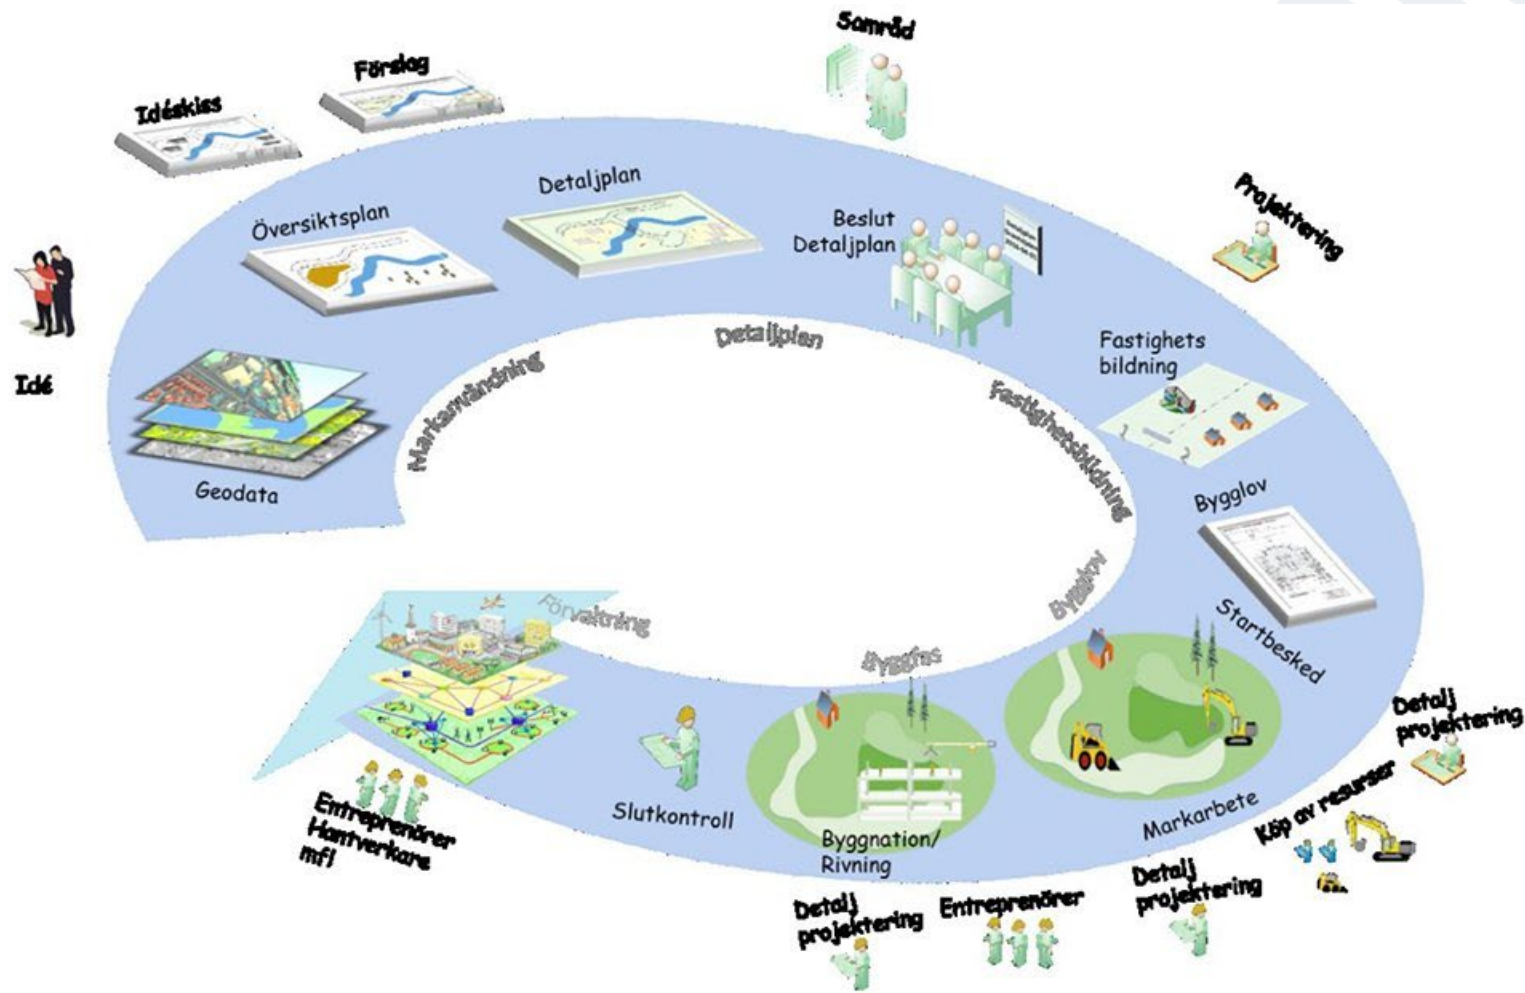 Samråd
Förslag
Idéskiss
Detaljplan
Översiktsplan
Beslut
Detaljplan
Projektering
Idé
Geodata
Markanvändning
Detaljplan
Fastighetsbildning
Fastighets
bildning
Bygglov
Bygglov
Startbesked
Förvaltning
Byggfas
Detalj
projektering
Köp av resurser
Markarbete
Slutkontroll
Byggnation/
Rivning
Entreprenörer
Hantverkare
mfl
Detalj
projektering
Entreprenörer
Detalj
projektering